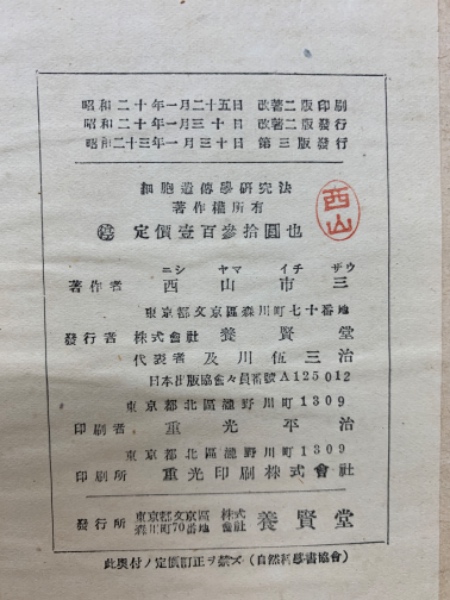 昭和二十年一月二十五日 改著二版印刷
昭和二十年一月三十日 改著二版發行
昭和二十三年一月三十日 第三版發行
細胞遺傳學硏究法
著作權所有
定價壹百參拾圓也
西山
ニシ ヤマ イチ ザウ
著作者 西山市三
東京都文京區森川町七十番地
發行者 株式會社 養賢堂
代表者 及川伍三治
日本出版協會々員番號A125012
東京都北區瀧野川町1309
印刷者 重光平治
東京都北區瀧野川町1309
印刷所 重光印刷株式會社
發行所 東京都文京區森川町70番地 株式會社 養賢堂
此奧付ノ定價訂正ヲ禁ズ(自然科學書協會)